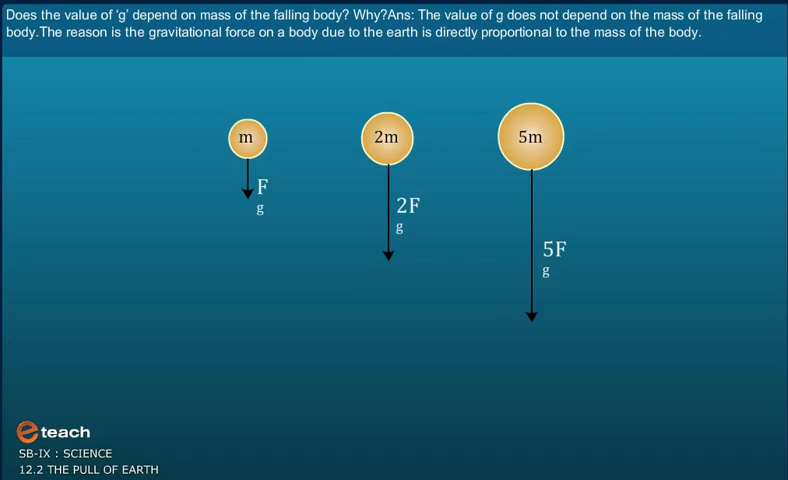 Does the value of ‘g’ depend on mass of the falling body? Why?Ans: The value of g does not depend on the mass of the falling
body.The reason is the gravitational force on a body due to the earth is directly proportional to the mass of the body.
m
2m
5m
F
g
2F
g
5F
g
e teach
SB-IX : SCIENCE
12.2 THE PULL OF EARTH